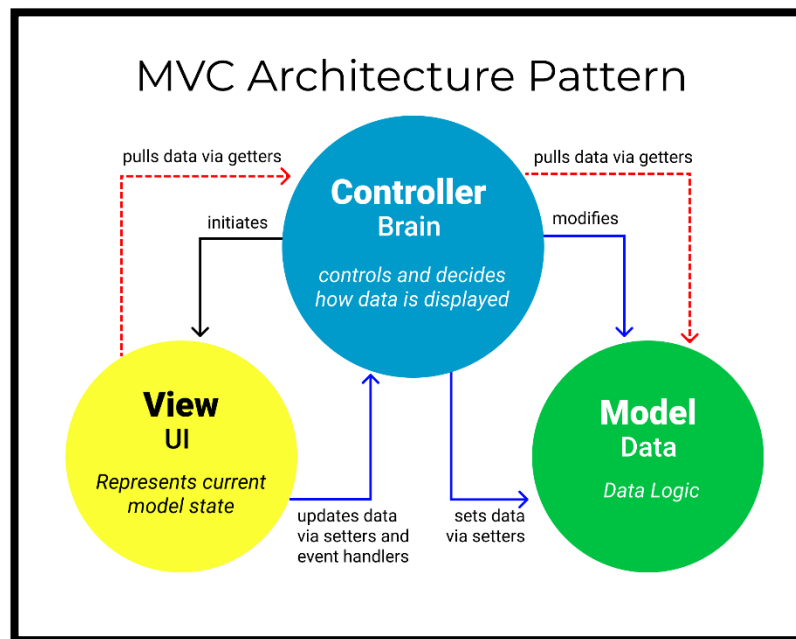 MVC Architecture Pattern
pulls data via getters
pulls data via getters
Controller
Brain
controls and decides
how data is displayed
initiates
modifies
View
UI
Represents current
model state
Model
Data
Data Logic
updates data
via setters and
event handlers
sets data
via setters